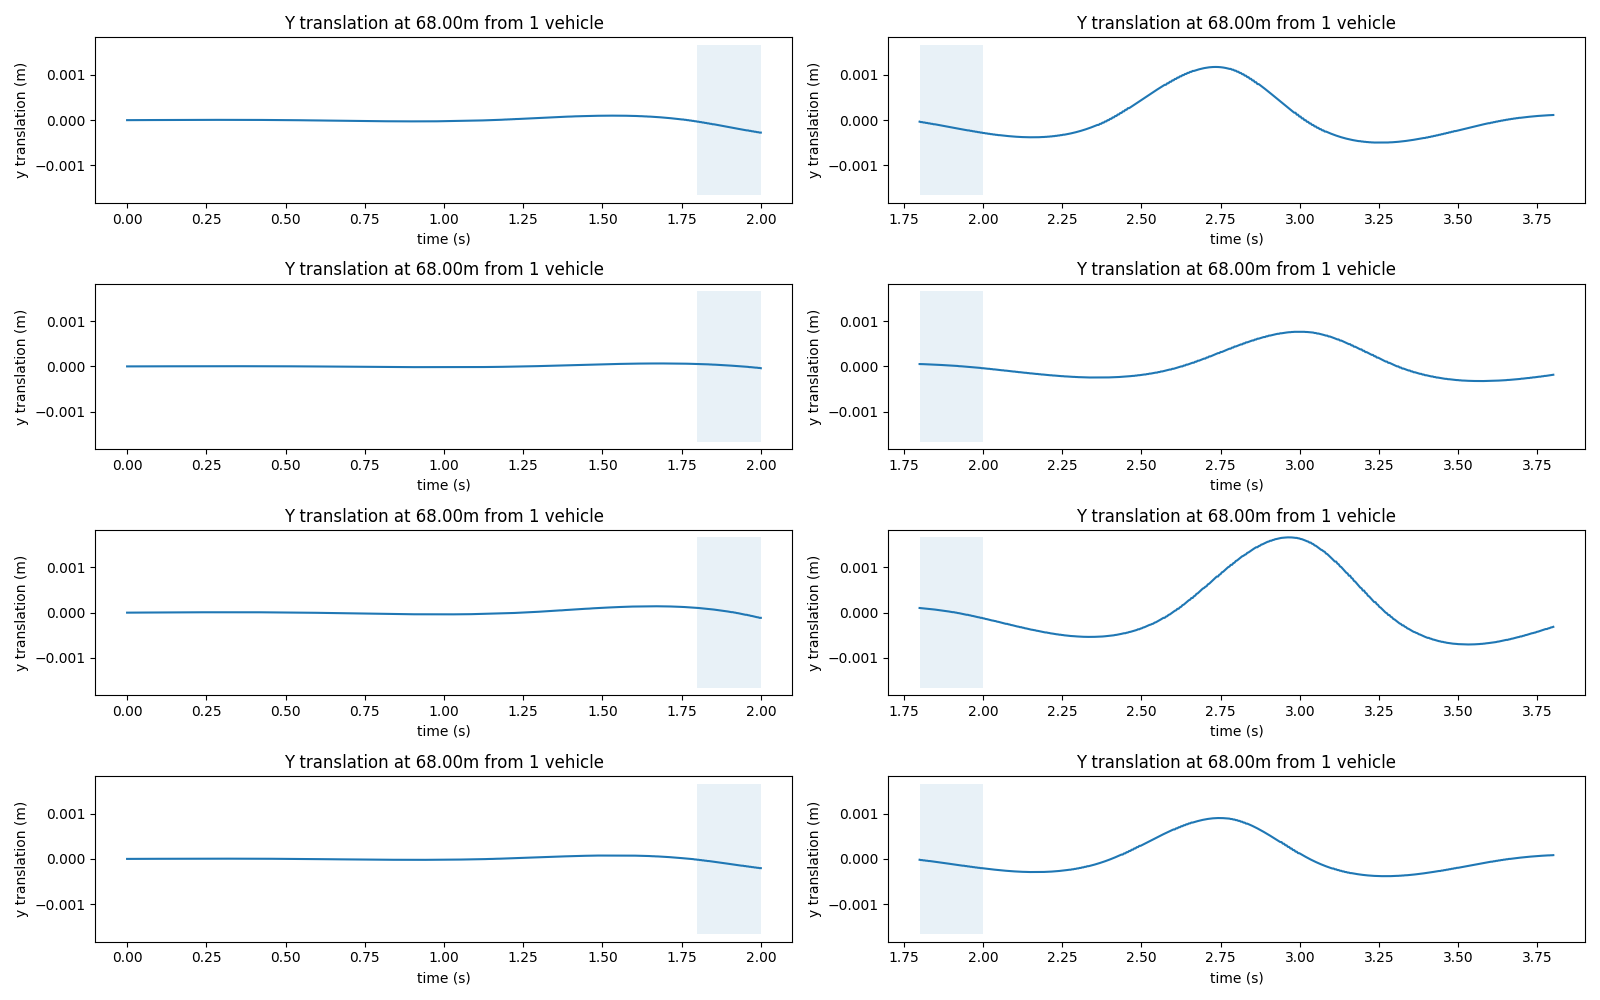 Y translation at 68.00m from 1 vehicle
y translation (m)
0.001
0.000
−0.001
0.00 0.25 0.50 0.75 1.00 1.25 1.50 1.75 2.00
time (s)
Y translation at 68.00m from 1 vehicle
y translation (m)
0.001
0.000
−0.001
1.75 2.00 2.25 2.50 2.75 3.00 3.25 3.50 3.75
time (s)
Y translation at 68.00m from 1 vehicle
y translation (m)
0.001
0.000
−0.001
0.00 0.25 0.50 0.75 1.00 1.25 1.50 1.75 2.00
time (s)
Y translation at 68.00m from 1 vehicle
y translation (m)
0.001
0.000
−0.001
1.75 2.00 2.25 2.50 2.75 3.00 3.25 3.50 3.75
time (s)
Y translation at 68.00m from 1 vehicle
y translation (m)
0.001
0.000
−0.001
0.00 0.25 0.50 0.75 1.00 1.25 1.50 1.75 2.00
time (s)
Y translation at 68.00m from 1 vehicle
y translation (m)
0.001
0.000
−0.001
1.75 2.00 2.25 2.50 2.75 3.00 3.25 3.50 3.75
time (s)
Y translation at 68.00m from 1 vehicle
y translation (m)
0.001
0.000
−0.001
0.00 0.25 0.50 0.75 1.00 1.25 1.50 1.75 2.00
time (s)
Y translation at 68.00m from 1 vehicle
y translation (m)
0.001
0.000
−0.001
1.75 2.00 2.25 2.50 2.75 3.00 3.25 3.50 3.75
time (s)